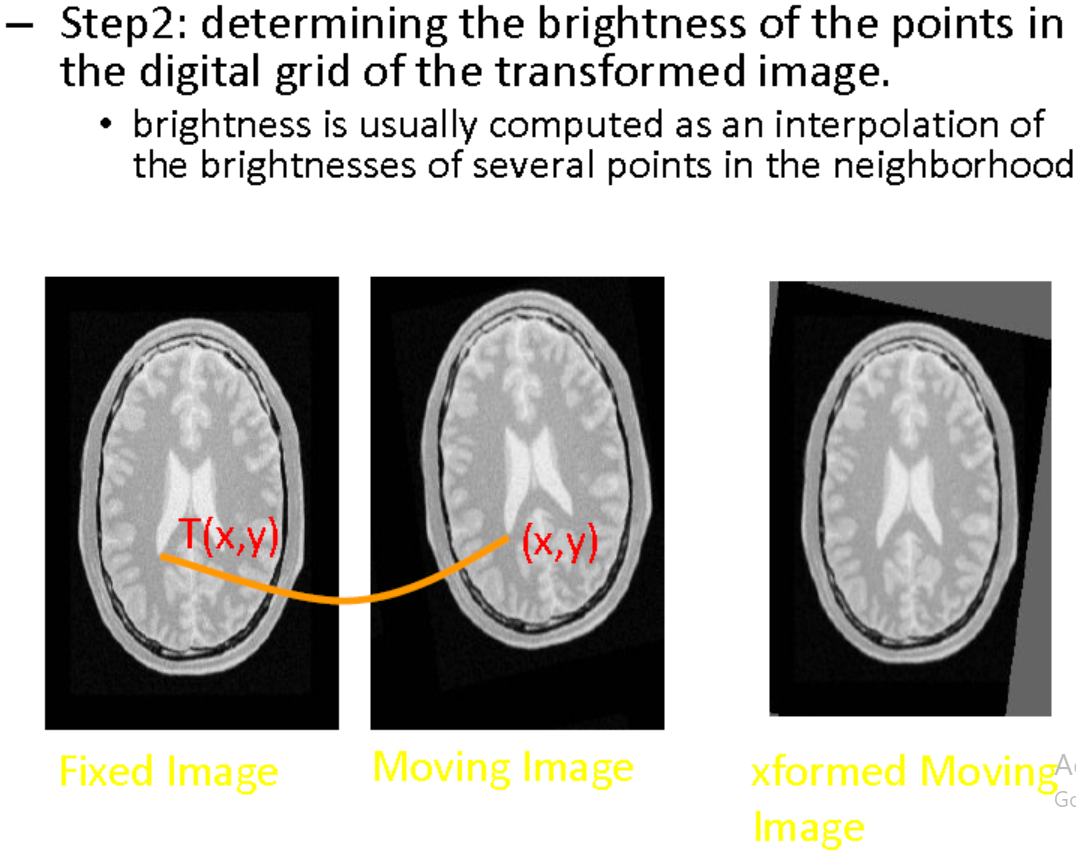 – Step2: determining the brightness of the points in
the digital grid of the transformed image.
• brightness is usually computed as an interpolation of
the brightnesses of several points in the neighborhood
T(x,y)
(x,y)
Fixed Image
Moving Image
xformed Moving
Image